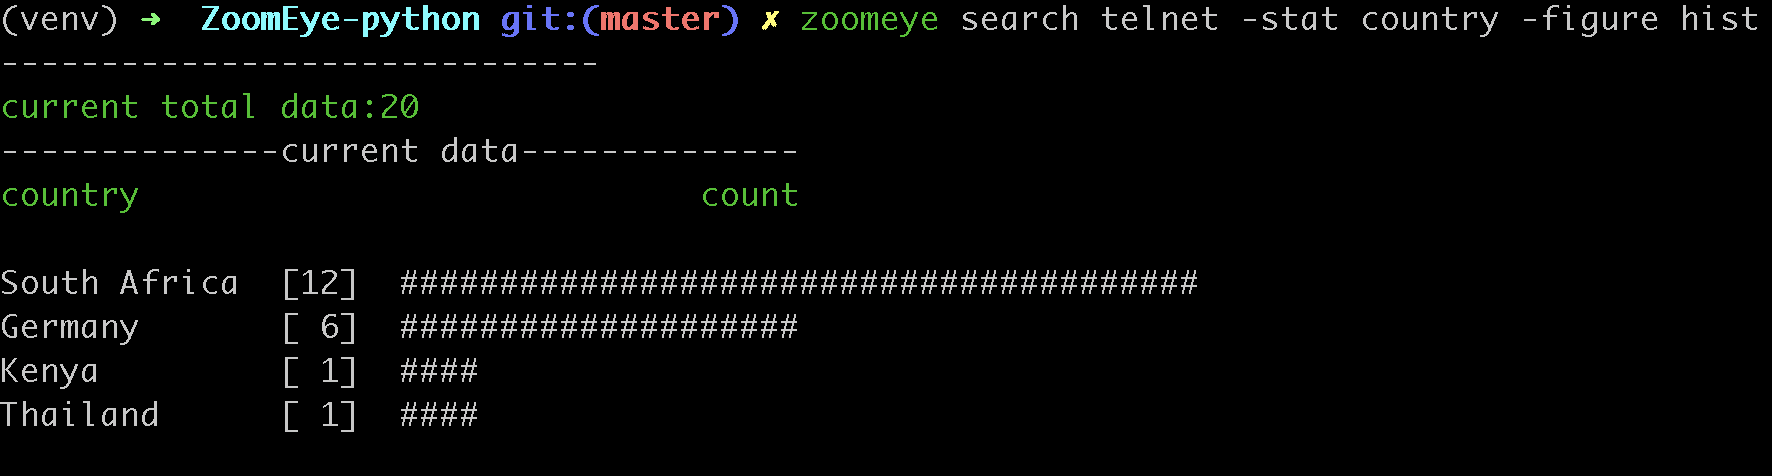 (venv) ➜  ZoomEye-python git:(master) ✗ zoomeye search telnet -stat country -figure hist
------------------------------
current total data:20
--------------current data--------------
country                            count
South Africa  [12]  ########################################
Germany       [ 6]  ####################
Kenya         [ 1]  ####
Thailand      [ 1]  ####